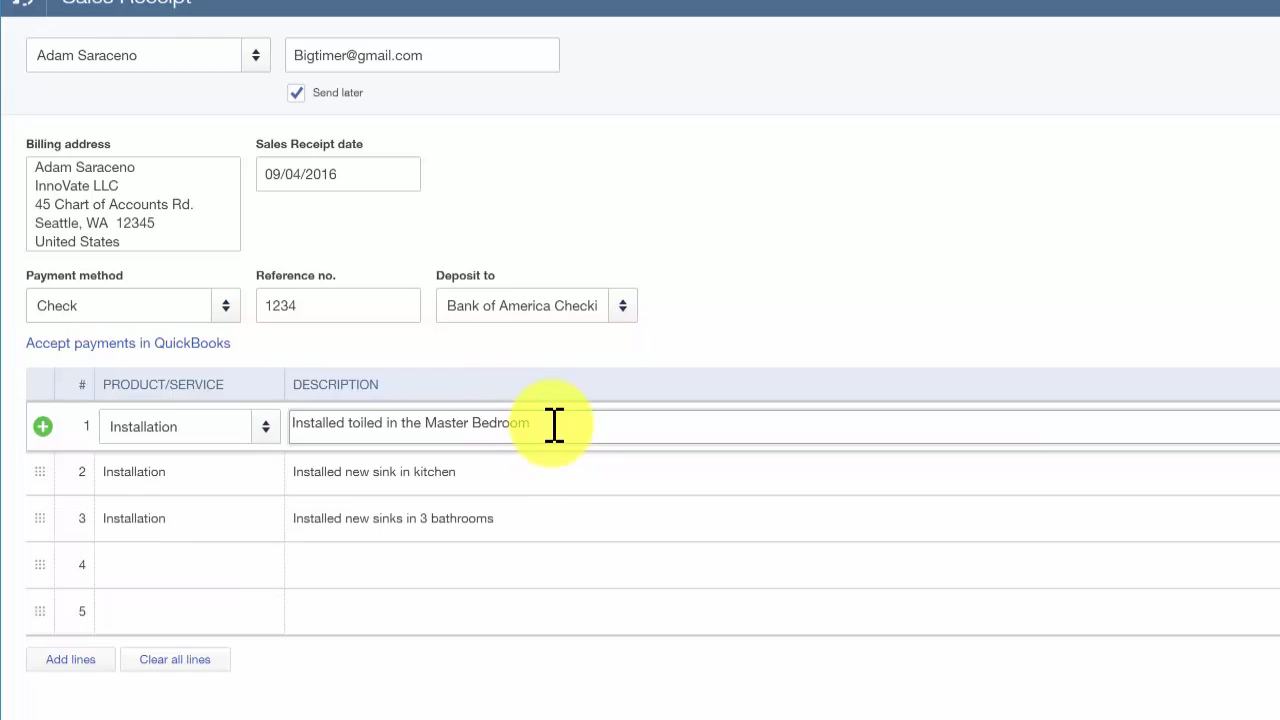 Sales Receipt
Adam Saraceno Bigtimer@gmail.com
Send later
Billing address Sales Receipt date
Adam Saraceno
InnoVate LLC
45 Chart of Accounts Rd.
Seattle, WA 12345
United States
09/04/2016
Payment method Reference no. Deposit to
Check 1234 Bank of America Checki
Accept payments in QuickBooks
# PRODUCT/SERVICE DESCRIPTION
1 Installation Installed toiled in the Master Bedroom
2 Installation Installed new sink in kitchen
3 Installation Installed new sinks in 3 bathrooms
4
5
Add lines Clear all lines